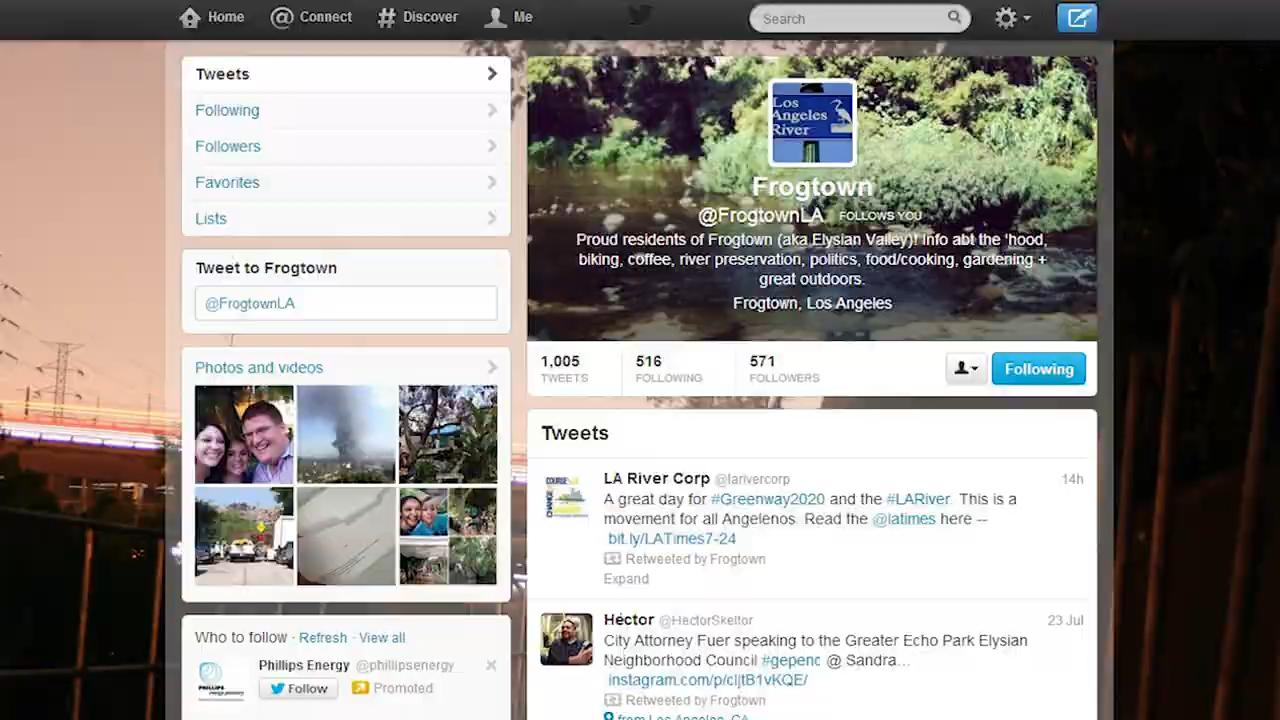 Home
Connect
Discover
Me
Search
Tweets
Following
Followers
Favorites
Lists
Tweet to Frogtown
@FrogtownLA
Photos and videos
Who to follow · Refresh · View all
Phillips Energy @phillipsenergy
Follow
Promoted
Los
Angeles
River
Frogtown
@FrogtownLA FOLLOWS YOU
Proud residents of Frogtown (aka Elysian Valley)! Info abt the 'hood,
biking, coffee, river preservation, politics, food/cooking, gardening +
great outdoors.
Frogtown, Los Angeles
1,005
TWEETS
516
FOLLOWING
571
FOLLOWERS
Following
Tweets
LA River Corp @larivercorp 14h
A great day for #Greenway2020 and the #LARiver. This is a
movement for all Angelenos. Read the @latimes here --
bit.ly/LATimes7-24
Retweeted by Frogtown
Expand
Héctor @HectorSkeltor 23 Jul
City Attorney Fuer speaking to the Greater Echo Park Elysian
Neighborhood Council #gepenc @ Sandra...
instagram.com/p/cljtB1vKQE/
Retweeted by Frogtown
from Los Angeles, CA